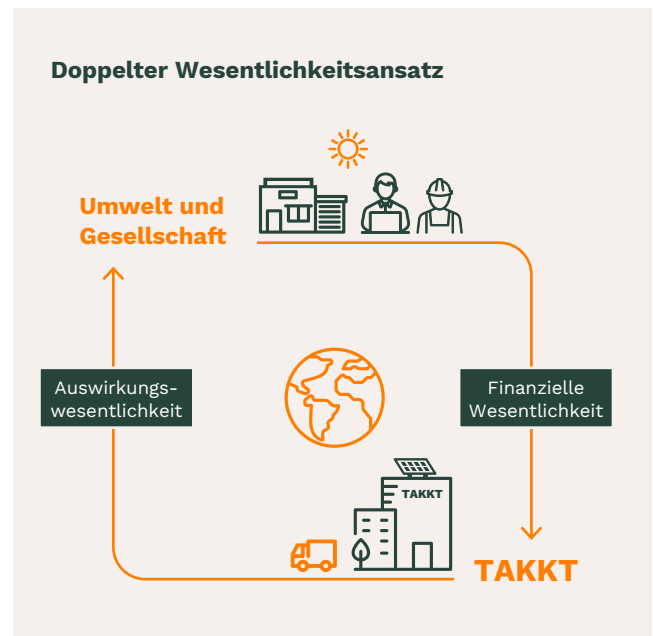 Doppelter Wesentlichkeitsansatz
Umwelt und
Gesellschaft
Auswirkungs-
wesentlichkeit
Finanzielle
Wesentlichkeit
TAKKT
TAKKT